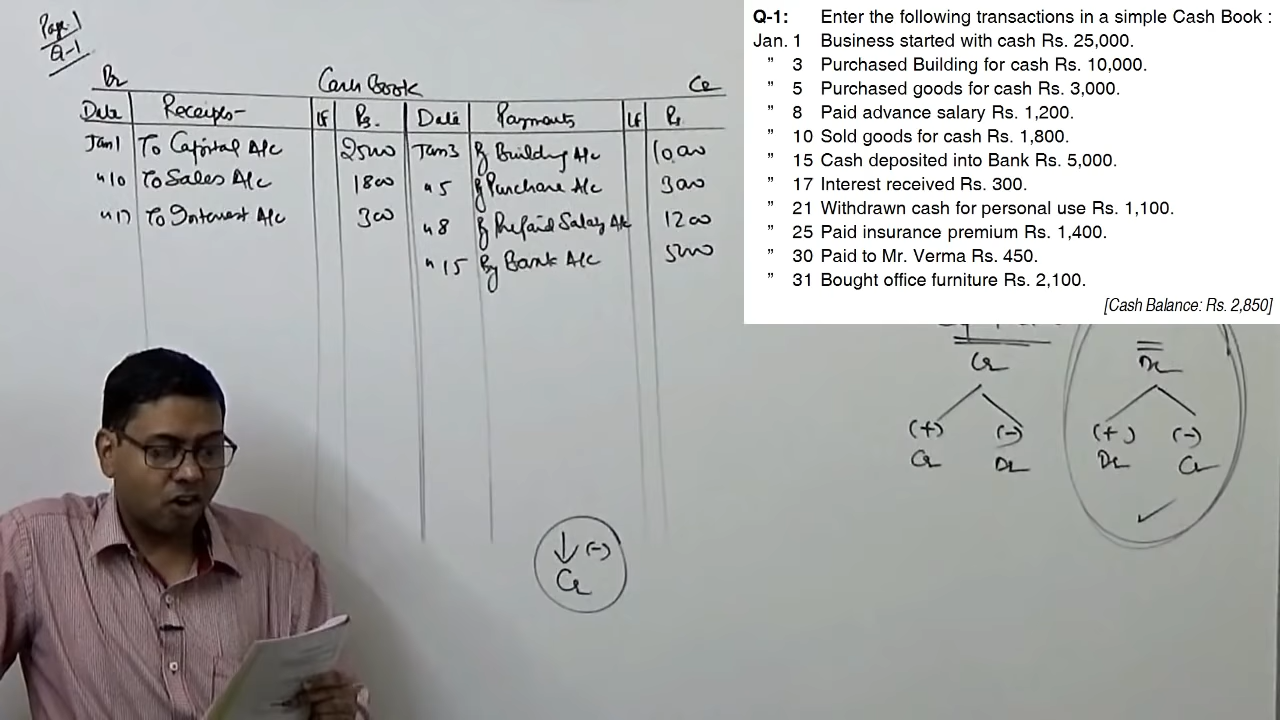 Page 1
Q-1
Dr
Cash Book
Cr
Date Receipts LF Rs. Date Payments LF Rs.
Jan 1 To Capital A/c 25000 Jan 3 By Building A/c 10,000
" 10 To Sales A/c 1800 " 5 By Purchase A/c 3000
" 17 To Interest A/c 300 " 8 By Prepaid Salary A/c 1200
" 15 By Bank A/c 5000
Q-1: Enter the following transactions in a simple Cash Book :
Jan. 1 Business started with cash Rs. 25,000.
" 3 Purchased Building for cash Rs. 10,000.
" 5 Purchased goods for cash Rs. 3,000.
" 8 Paid advance salary Rs. 1,200.
" 10 Sold goods for cash Rs. 1,800.
" 15 Cash deposited into Bank Rs. 5,000.
" 17 Interest received Rs. 300.
" 21 Withdrawn cash for personal use Rs. 1,100.
" 25 Paid insurance premium Rs. 1,400.
" 30 Paid to Mr. Verma Rs. 450.
" 31 Bought office furniture Rs. 2,100.
[Cash Balance: Rs. 2,850]
Cr Dr
(+) (-) (+) (-)
Cr Dr Dr Cr
↓ (-)
Cr